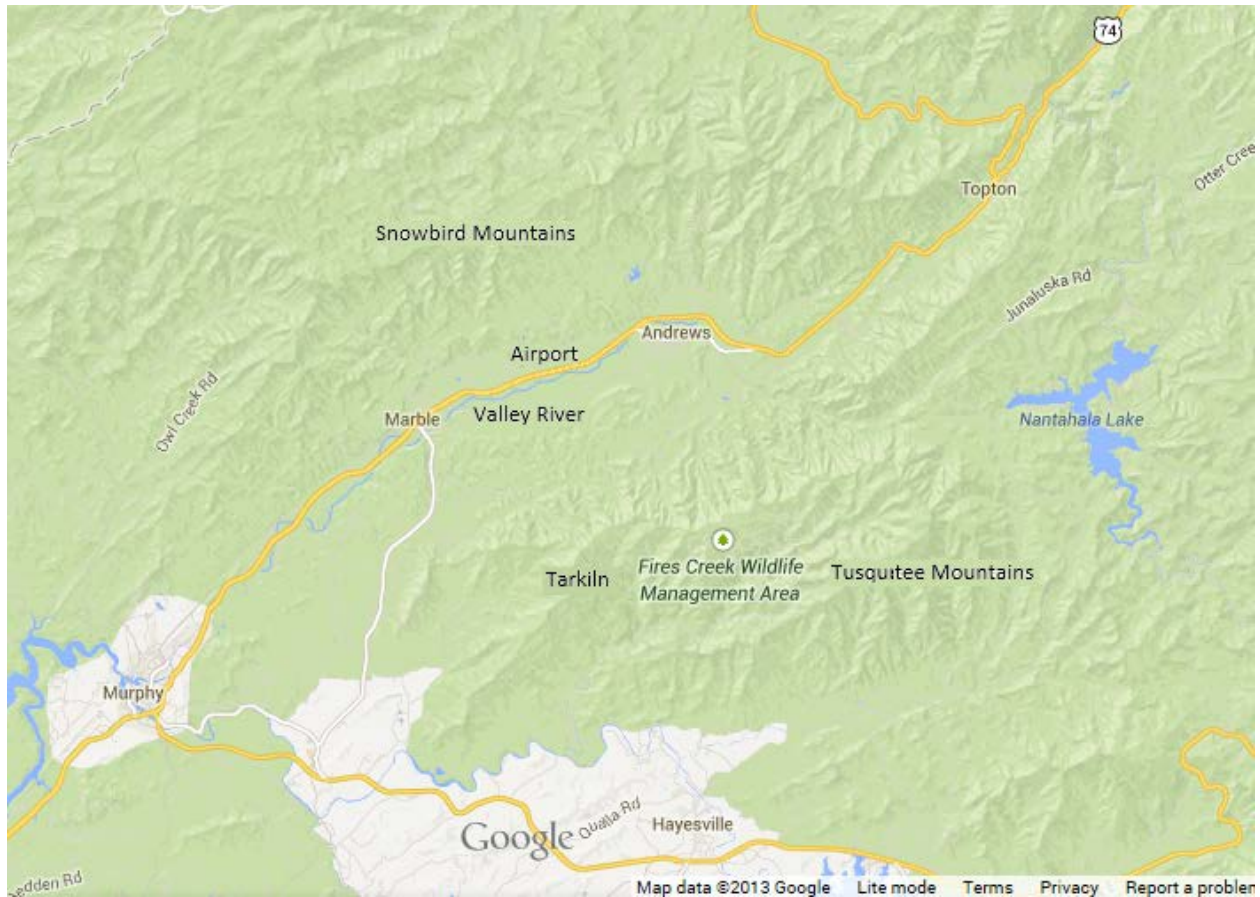 74
Otter Cree
Topton
Snowbird Mountains
Junaluska Rd
Andrews
Airport
Owl Creek Rd
Marble
Valley River
Nantahala Lake
Fires Creek Wildlife
Management Area
Tarkiln
Tusquitee Mountains
Murphy
Qualla Rd
Hayesville
Google
edden Rd
Map data ©2013 Google Lite mode Terms Privacy Report a problem